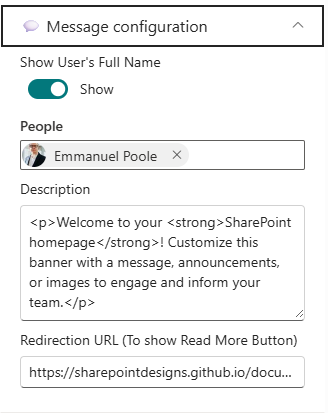 Message configuration
Show User's Full Name
Show
People
Emmanuel Poole
Description
<p>Welcome to your <strong>SharePoint
homepage</strong>! Customize this
banner with a message, announcements,
or images to engage and inform your
team.</p>
Redirection URL (To show Read More Button)
https://sharepointdesigns.github.io/docu...